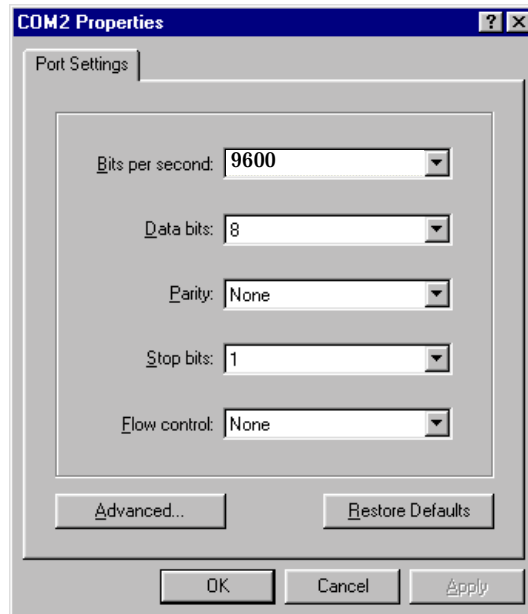 COM2 Properties
Port Settings
Bits per second: 9600
Data bits: 8
Parity: None
Stop bits: 1
Flow control: None
Advanced... Restore Defaults
OK Cancel Apply